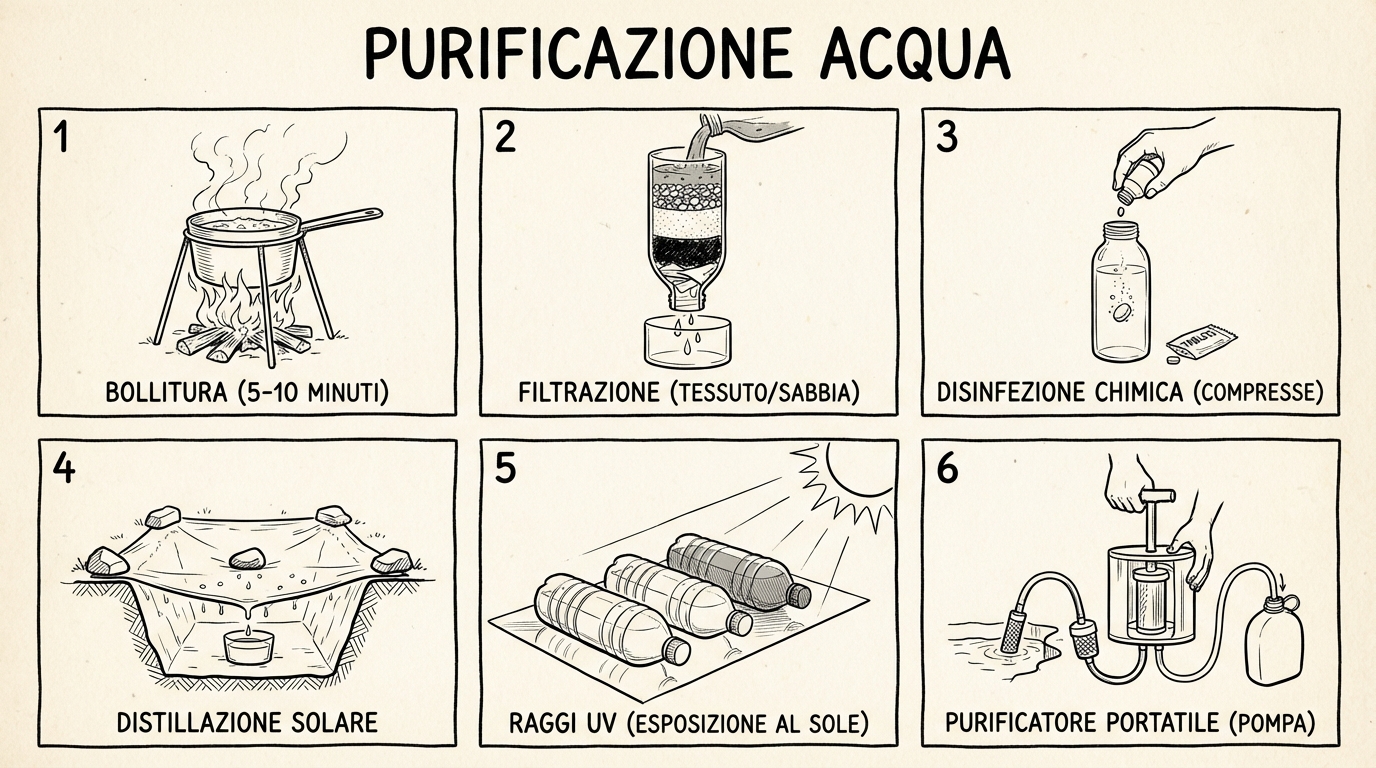 PURIFICAZIONE ACQUA
1
BOLLITURA (5-10 MINUTI)
2
FILTRAZIONE (TESSUTO/SABBIA)
3
DISINFEZIONE CHIMICA (COMPRESSE)
4
DISTILLAZIONE SOLARE
5
RAGGI UV (ESPOSIZIONE AL SOLE)
6
PURIFICATORE PORTATILE (POMPA)